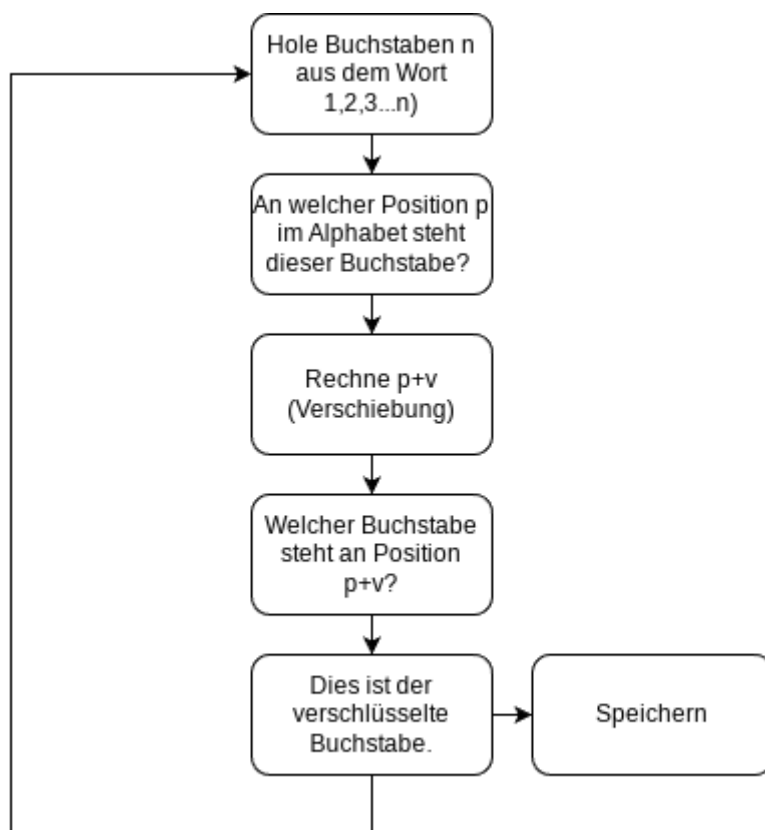 Hole Buchstaben n
aus dem Wort
1,2,3...n)
An welcher Position p
im Alphabet steht
dieser Buchstabe?
Rechne p+v
(Verschiebung)
Welcher Buchstabe
steht an Position
p+v?
Dies ist der
verschlüsselte
Buchstabe.
Speichern